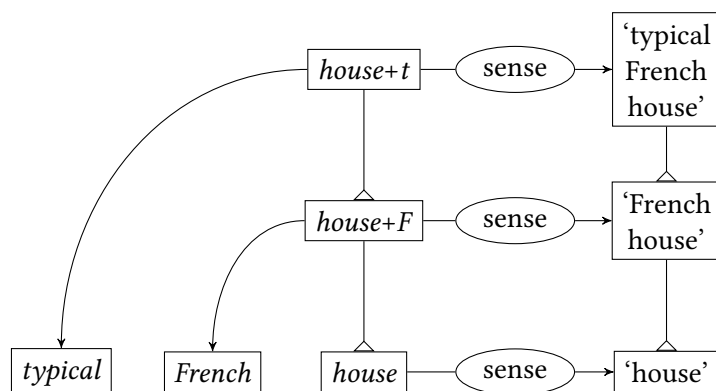 house+t sense ‘typical
French
house’
house+F sense ‘French
house’
typical French house sense ‘house’